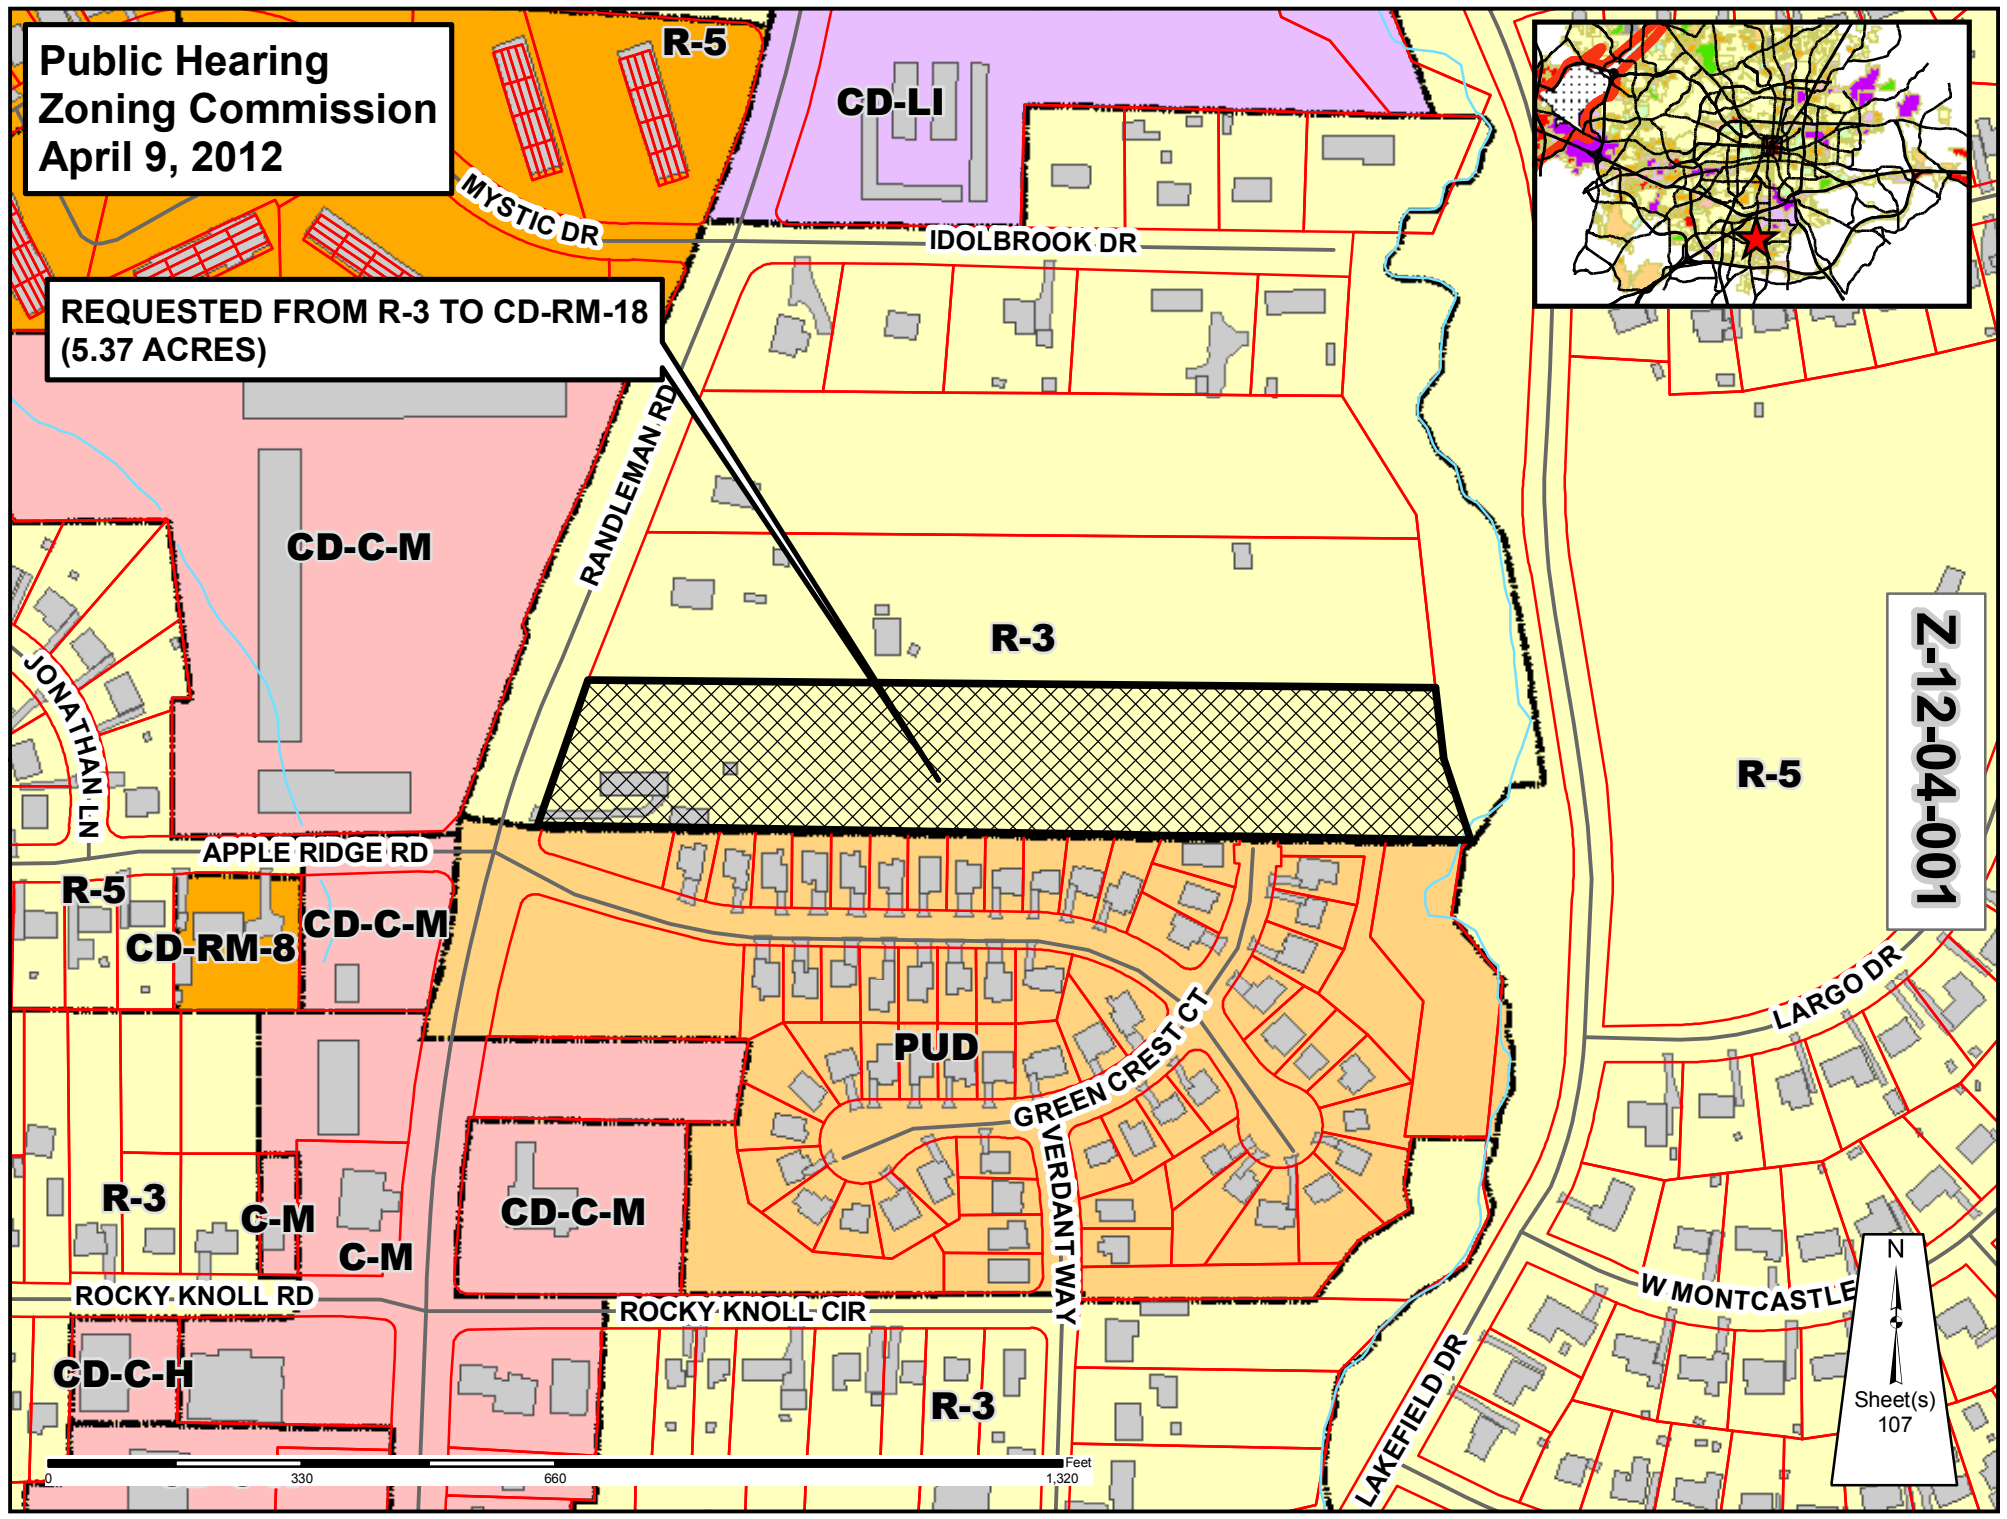 Public Hearing
Zoning Commission
April 9, 2012
R-5
CD-LI
MYSTIC DR
IDOLBROOK DR
REQUESTED FROM R-3 TO CD-RM-18
(5.37 ACRES)
RANDLEMAN RD
CD-C-M
R-3
Z-12-04-001
JONATHAN LN
R-5
APPLE RIDGE RD
R-5
CD-RM-8
CD-C-M
LARGO DR
PUD
GREEN CREST CT
VERDANT WAY
R-3
C-M
C-M
CD-C-M
N
ROCKY KNOLL RD
ROCKY KNOLL CIR
W MONTCASTLE
CD-C-H
R-3
LAKEFIELD DR
Sheet(s)
107
Feet
0
330
660
1,320